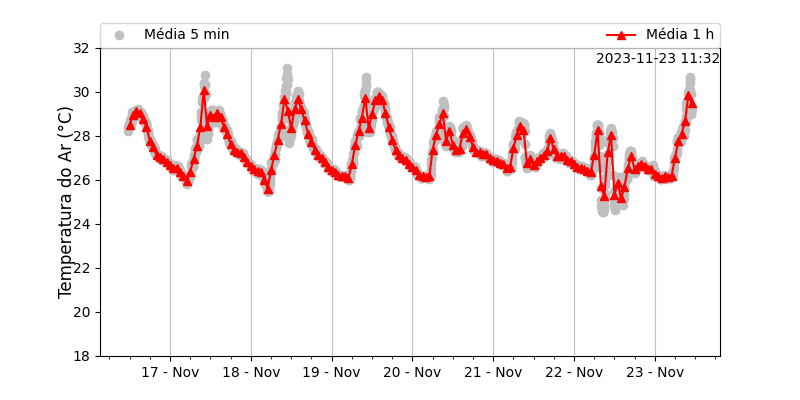 Média 5 min
Média 1 h
2023-11-23 11:32
Temperatura do Ar (°C)
32
30
28
26
24
22
20
18
17 - Nov
18 - Nov
19 - Nov
20 - Nov
21 - Nov
22 - Nov
23 - Nov